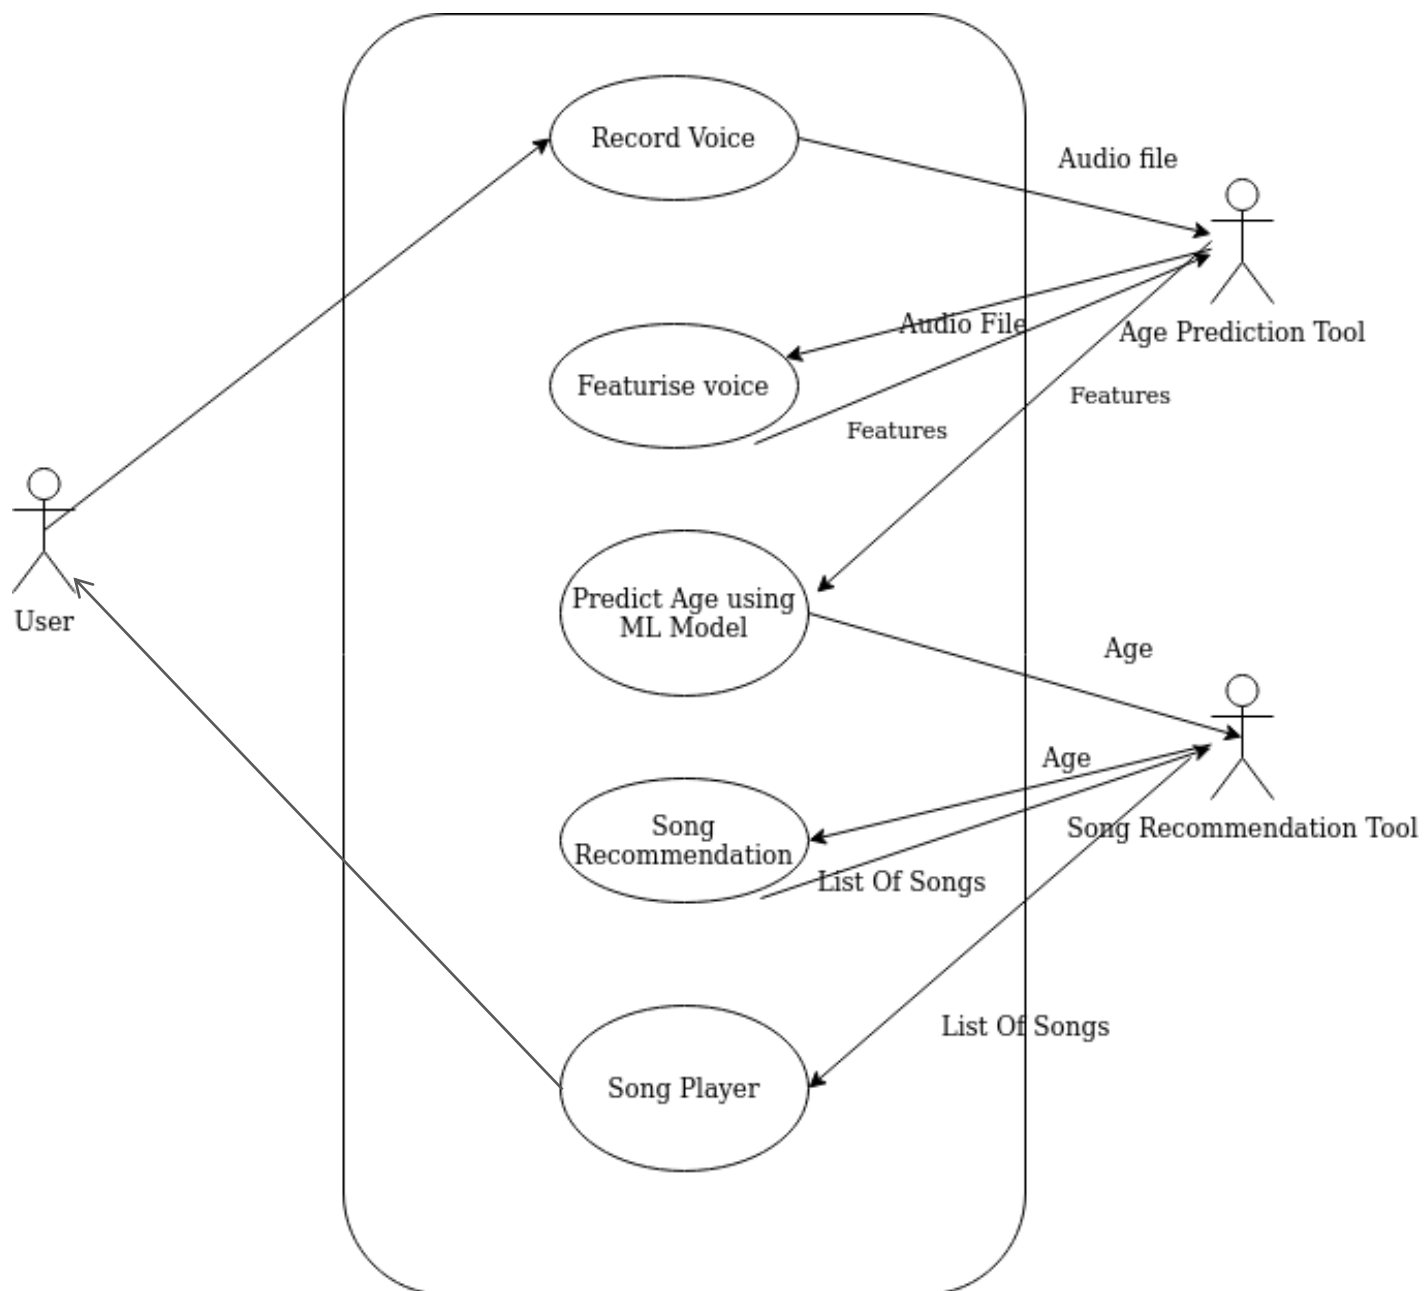 Record Voice
Audio file
Audio File
Age Prediction Tool
Featurise voice
Features
Features
User
Predict Age using
ML Model
Age
Age
Song
Recommendation
Song Recommendation Tool
List Of Songs
List Of Songs
Song Player